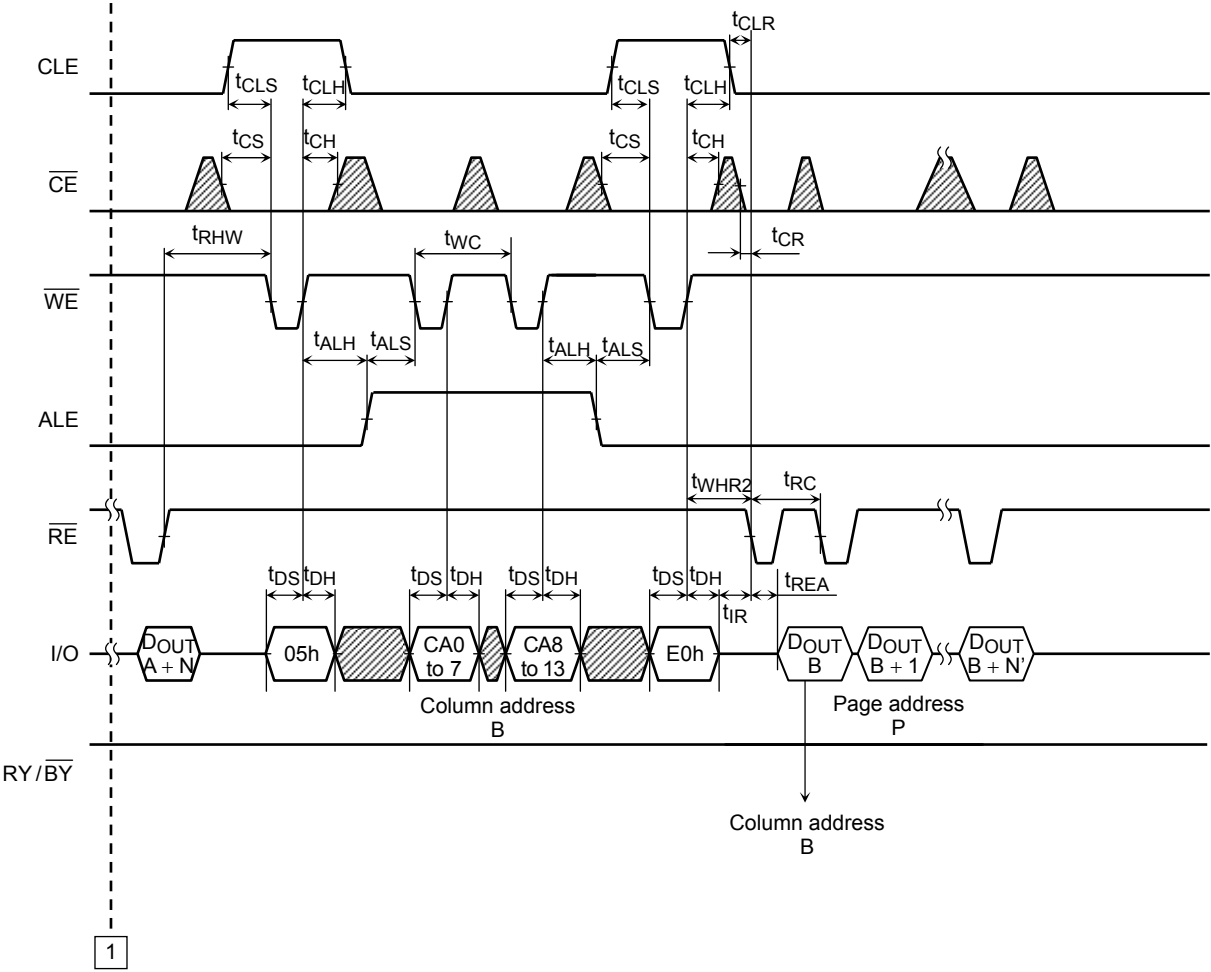 tCLR
CLE
tCLS tCLH tCLS tCLH
tCS tCH tCS tCH
CE
tRHW tWC tCR
WE
tALH tALS tALH tALS
ALE
tWHR2 tRC
RE
tDS tDH tDS tDH tDS tDH tDS tDH tREA
tIR
I/O
DOUT
A + N
05h
CA0
to 7
CA8
to 13
E0h
DOUT
B
DOUT
B + 1
DOUT
B + N'
Column address
B
Page address
P
RY/BY
Column address
B
1